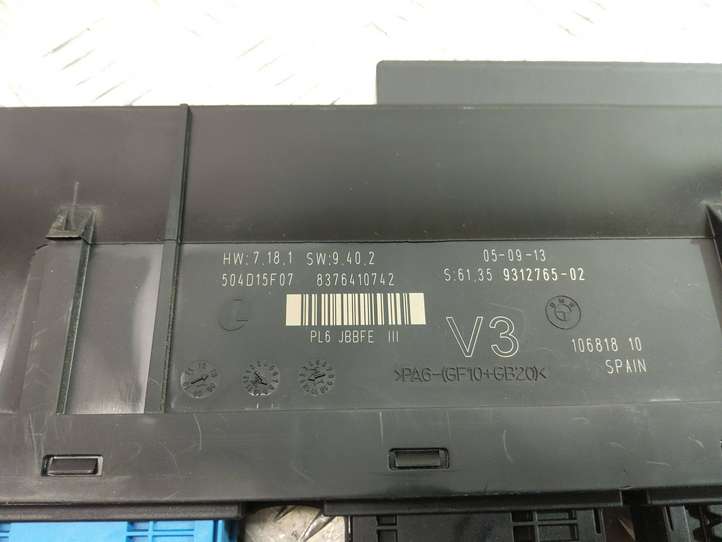 HW:7.18.1 SW:9.40.2
05-09-13
504D15F07 8376410742
S:61.35 9312765-02
PL6 JBBFE III
V3
BMW
106818 10
SPAIN
>PA6-(GF10+GB20)<